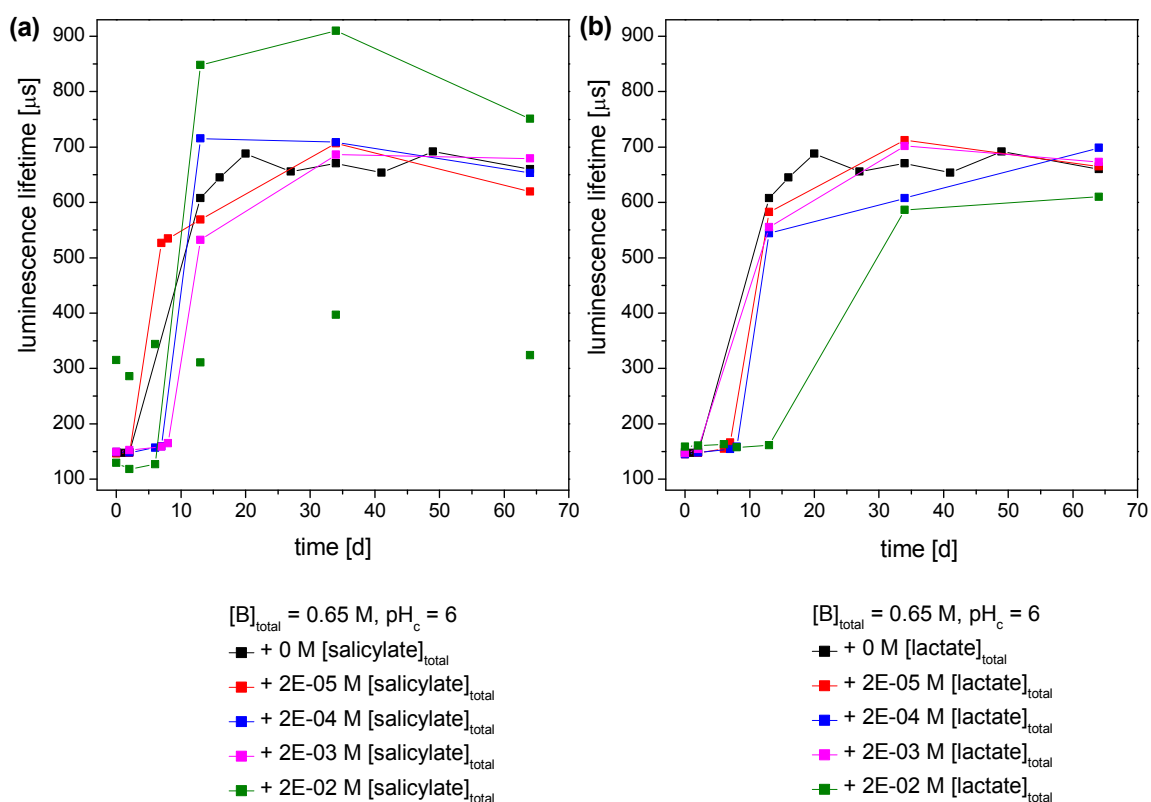 (a)
luminescence lifetime [μs]
900
800
700
600
500
400
300
200
100
0 10 20 30 40 50 60 70
time [d]
[B]total = 0.65 M, pHc = 6
+ 0 M [salicylate]total
+ 2E-05 M [salicylate]total
+ 2E-04 M [salicylate]total
+ 2E-03 M [salicylate]total
+ 2E-02 M [salicylate]total
(b)
luminescence lifetime [μs]
900
800
700
600
500
400
300
200
100
0 10 20 30 40 50 60 70
time [d]
[B]total = 0.65 M, pHc = 6
+ 0 M [lactate]total
+ 2E-05 M [lactate]total
+ 2E-04 M [lactate]total
+ 2E-03 M [lactate]total
+ 2E-02 M [lactate]total